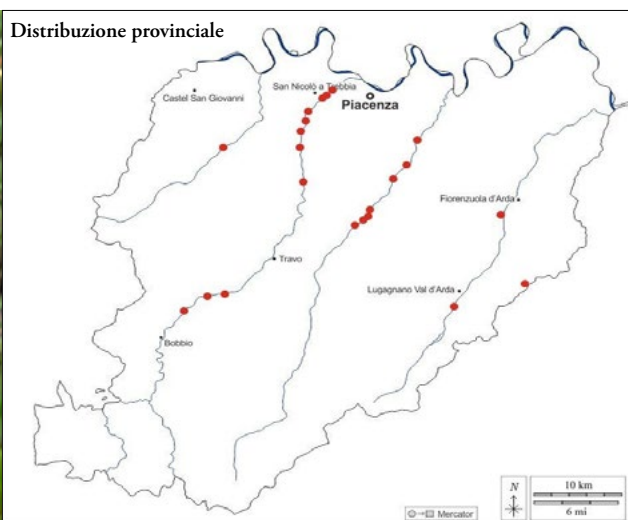 Distribuzione provinciale
San Nicolò a Trebbia
Castel San Giovanni
Piacenza
Fiorenzuola d'Arda
Travo
Lugagnano Val d'Arda
Bobbio
N
10 km
6 mi
Mercator